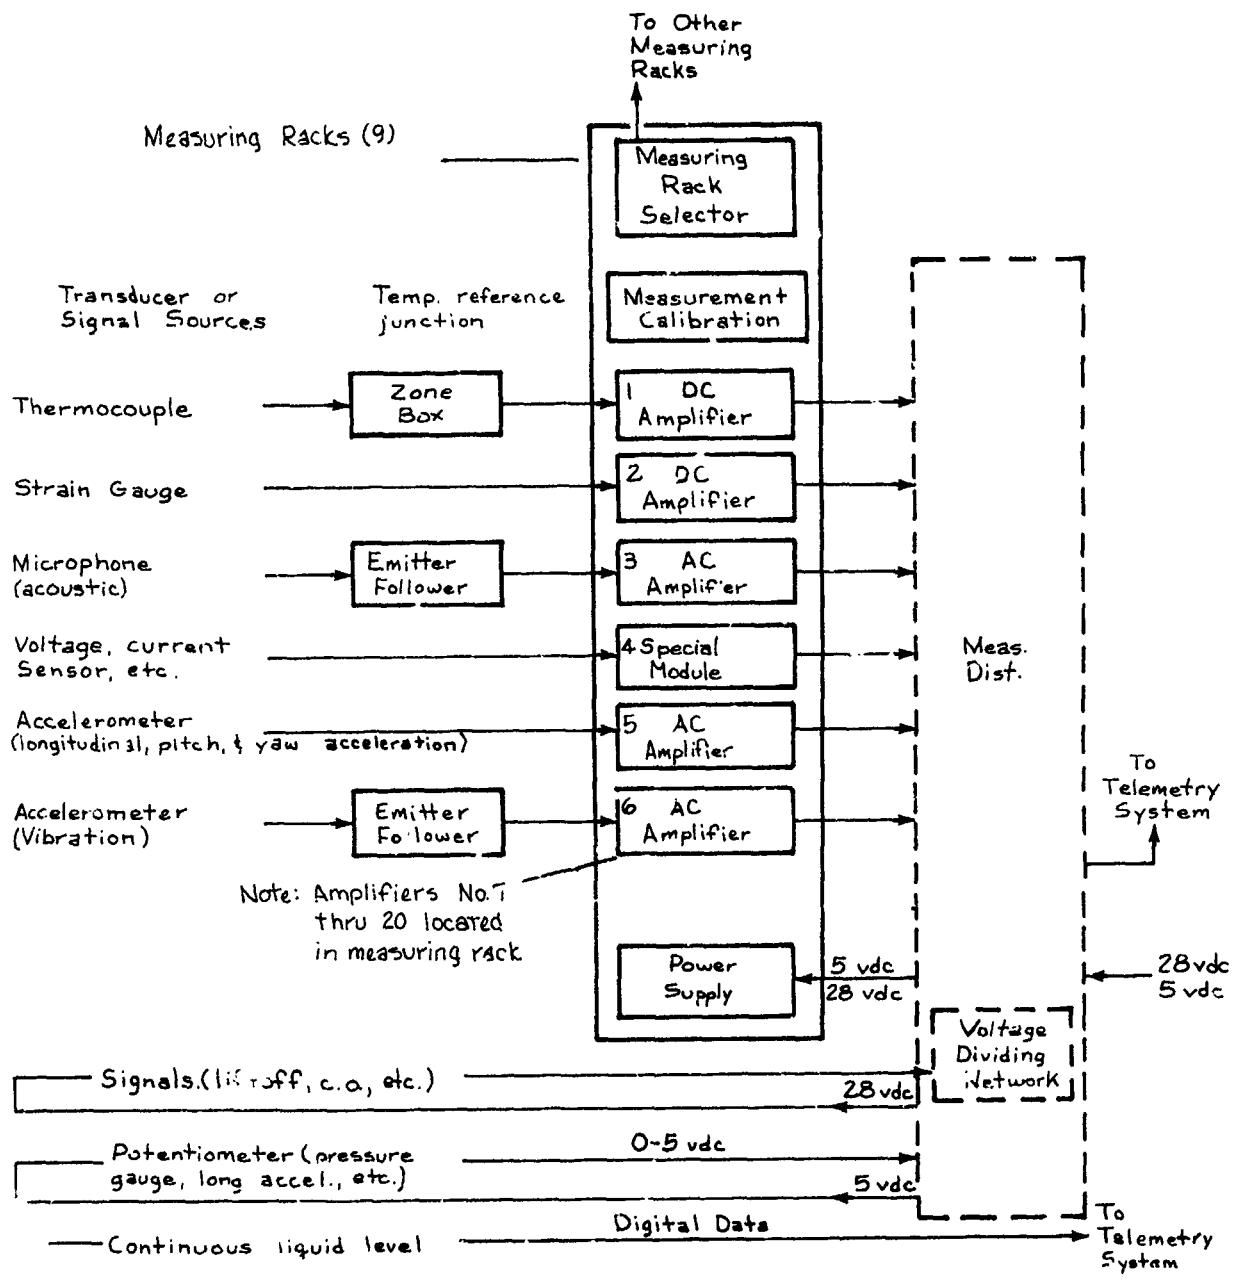 To Other
Measuring
Racks
Measuring Racks (9)
Measuring
Rack
Selector
Transducer or
Signal Sources
Temp. reference
junction
Measurement
Calibration
Thermocouple
Zone
Box
1 DC
Amplifier
Strain Gauge
2 DC
Amplifier
Microphone
(acoustic)
Emitter
Follower
3 AC
Amplifier
Voltage, current
Sensor, etc.
4 Special
Module
Meas.
Dist.
Accelerometer
(longitudinal, pitch, & yaw acceleration)
5 AC
Amplifier
To
Telemetry
System
Accelerometer
(Vibration)
Emitter
Follower
6 AC
Amplifier
Note: Amplifiers No. 7
thru 20 located
in measuring rack
Power
Supply
5 vdc
28 vdc
28 vdc
5 vdc
Voltage
Dividing
Network
Signals. (liftoff, c.o., etc.)
28 vdc
Potentiometer (pressure
gauge, long accel., etc.)
0-5 vdc
5 vdc
Continuous liquid level
Digital Data
To
Telemetry
System